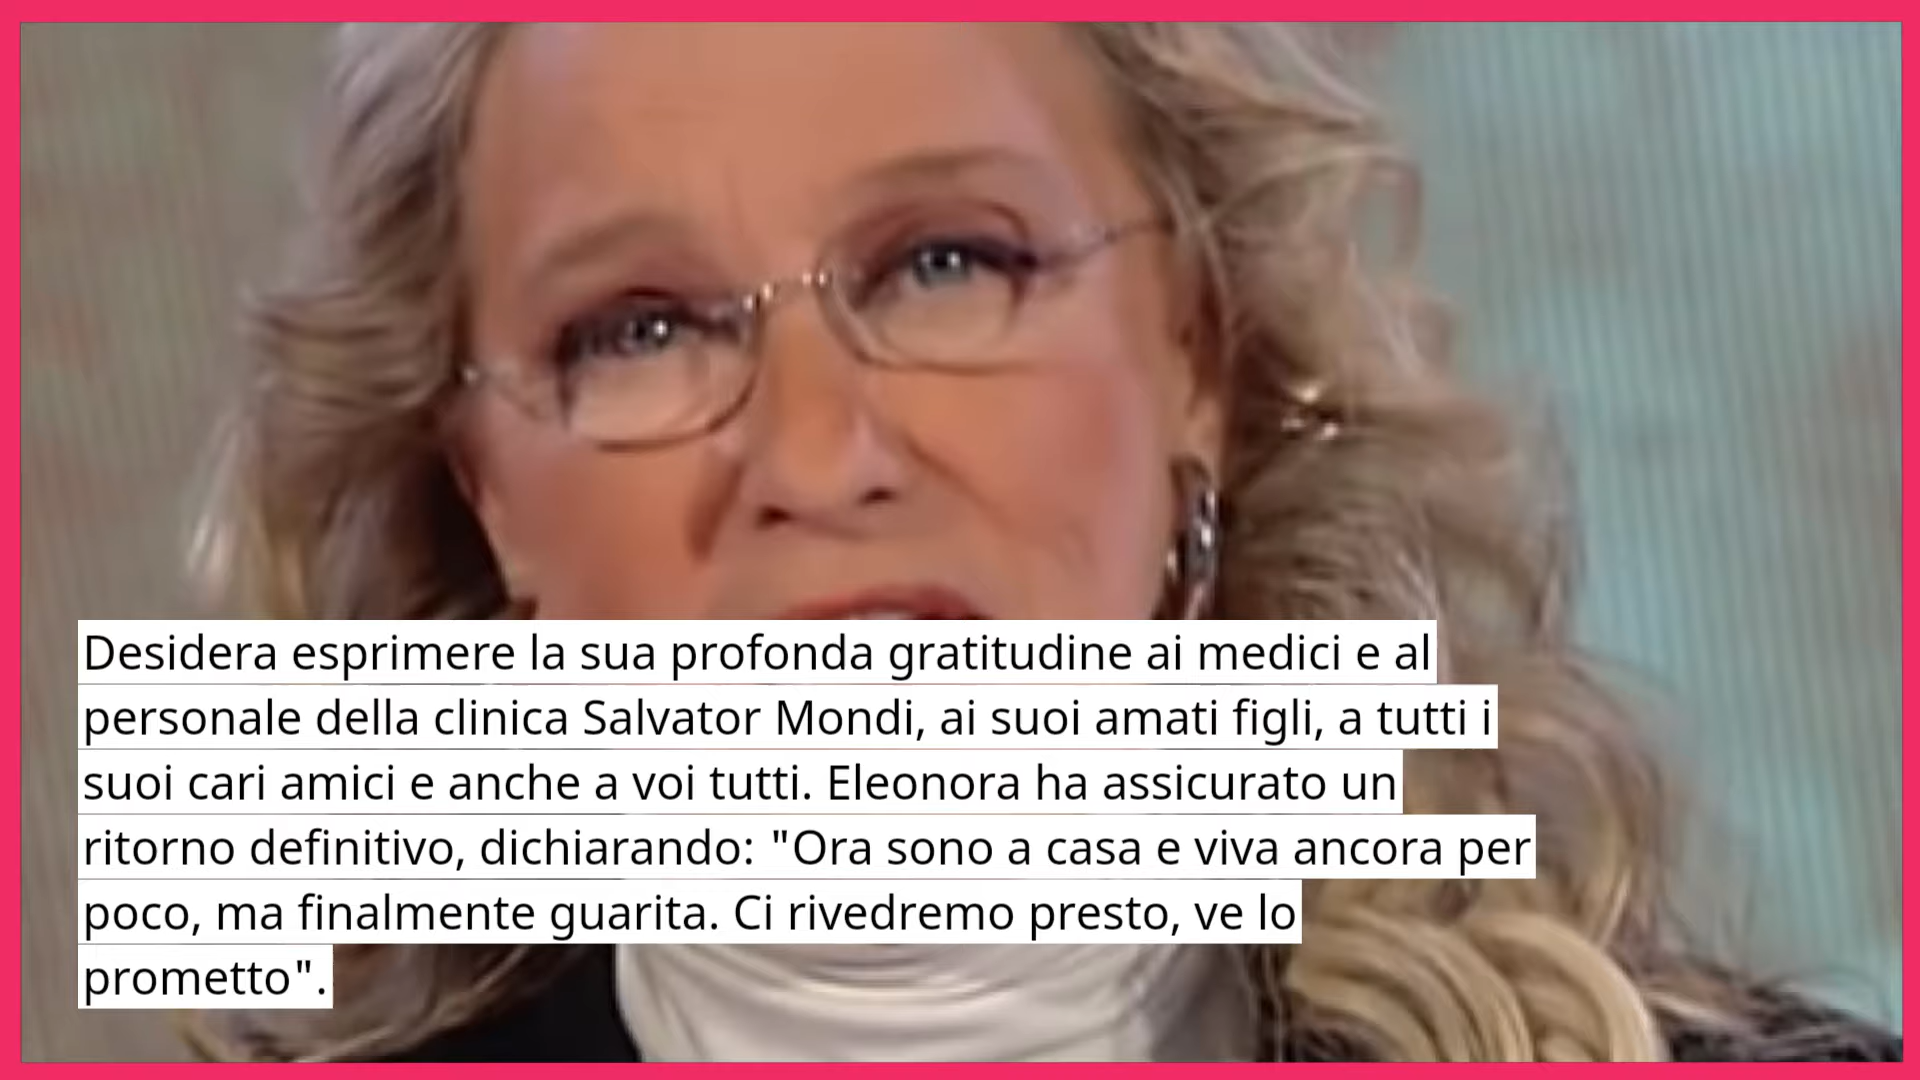 Desidera esprimere la sua profonda gratitudine ai medici e al
personale della clinica Salvator Mondi, ai suoi amati figli, a tutti i
suoi cari amici e anche a voi tutti. Eleonora ha assicurato un
ritorno definitivo, dichiarando: "Ora sono a casa e viva ancora per
poco, ma finalmente guarita. Ci rivedremo presto, ve lo
prometto".